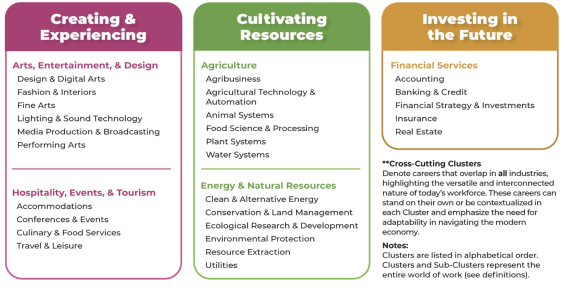 Creating &
Experiencing
Arts, Entertainment, & Design
Design & Digital Arts
Fashion & Interiors
Fine Arts
Lighting & Sound Technology
Media Production & Broadcasting
Performing Arts
Hospitality, Events, & Tourism
Accommodations
Conferences & Events
Culinary & Food Services
Travel & Leisure
Cultivating
Resources
Agriculture
Agribusiness
Agricultural Technology &
Automation
Animal Systems
Food Science & Processing
Plant Systems
Water Systems
Energy & Natural Resources
Clean & Alternative Energy
Conservation & Land Management
Ecological Research & Development
Environmental Protection
Resource Extraction
Utilities
Investing in
the Future
Financial Services
Accounting
Banking & Credit
Financial Strategy & Investments
Insurance
Real Estate
**Cross-Cutting Clusters
Denote careers that overlap in all industries,
highlighting the versatile and interconnected
nature of today's workforce. These careers can
stand on their own or be contextualized in
each Cluster and emphasize the need for
adaptability in navigating the modern
economy.
Notes:
Clusters are listed in alphabetical order.
Clusters and Sub-Clusters represent the
entire world of work (see definitions).